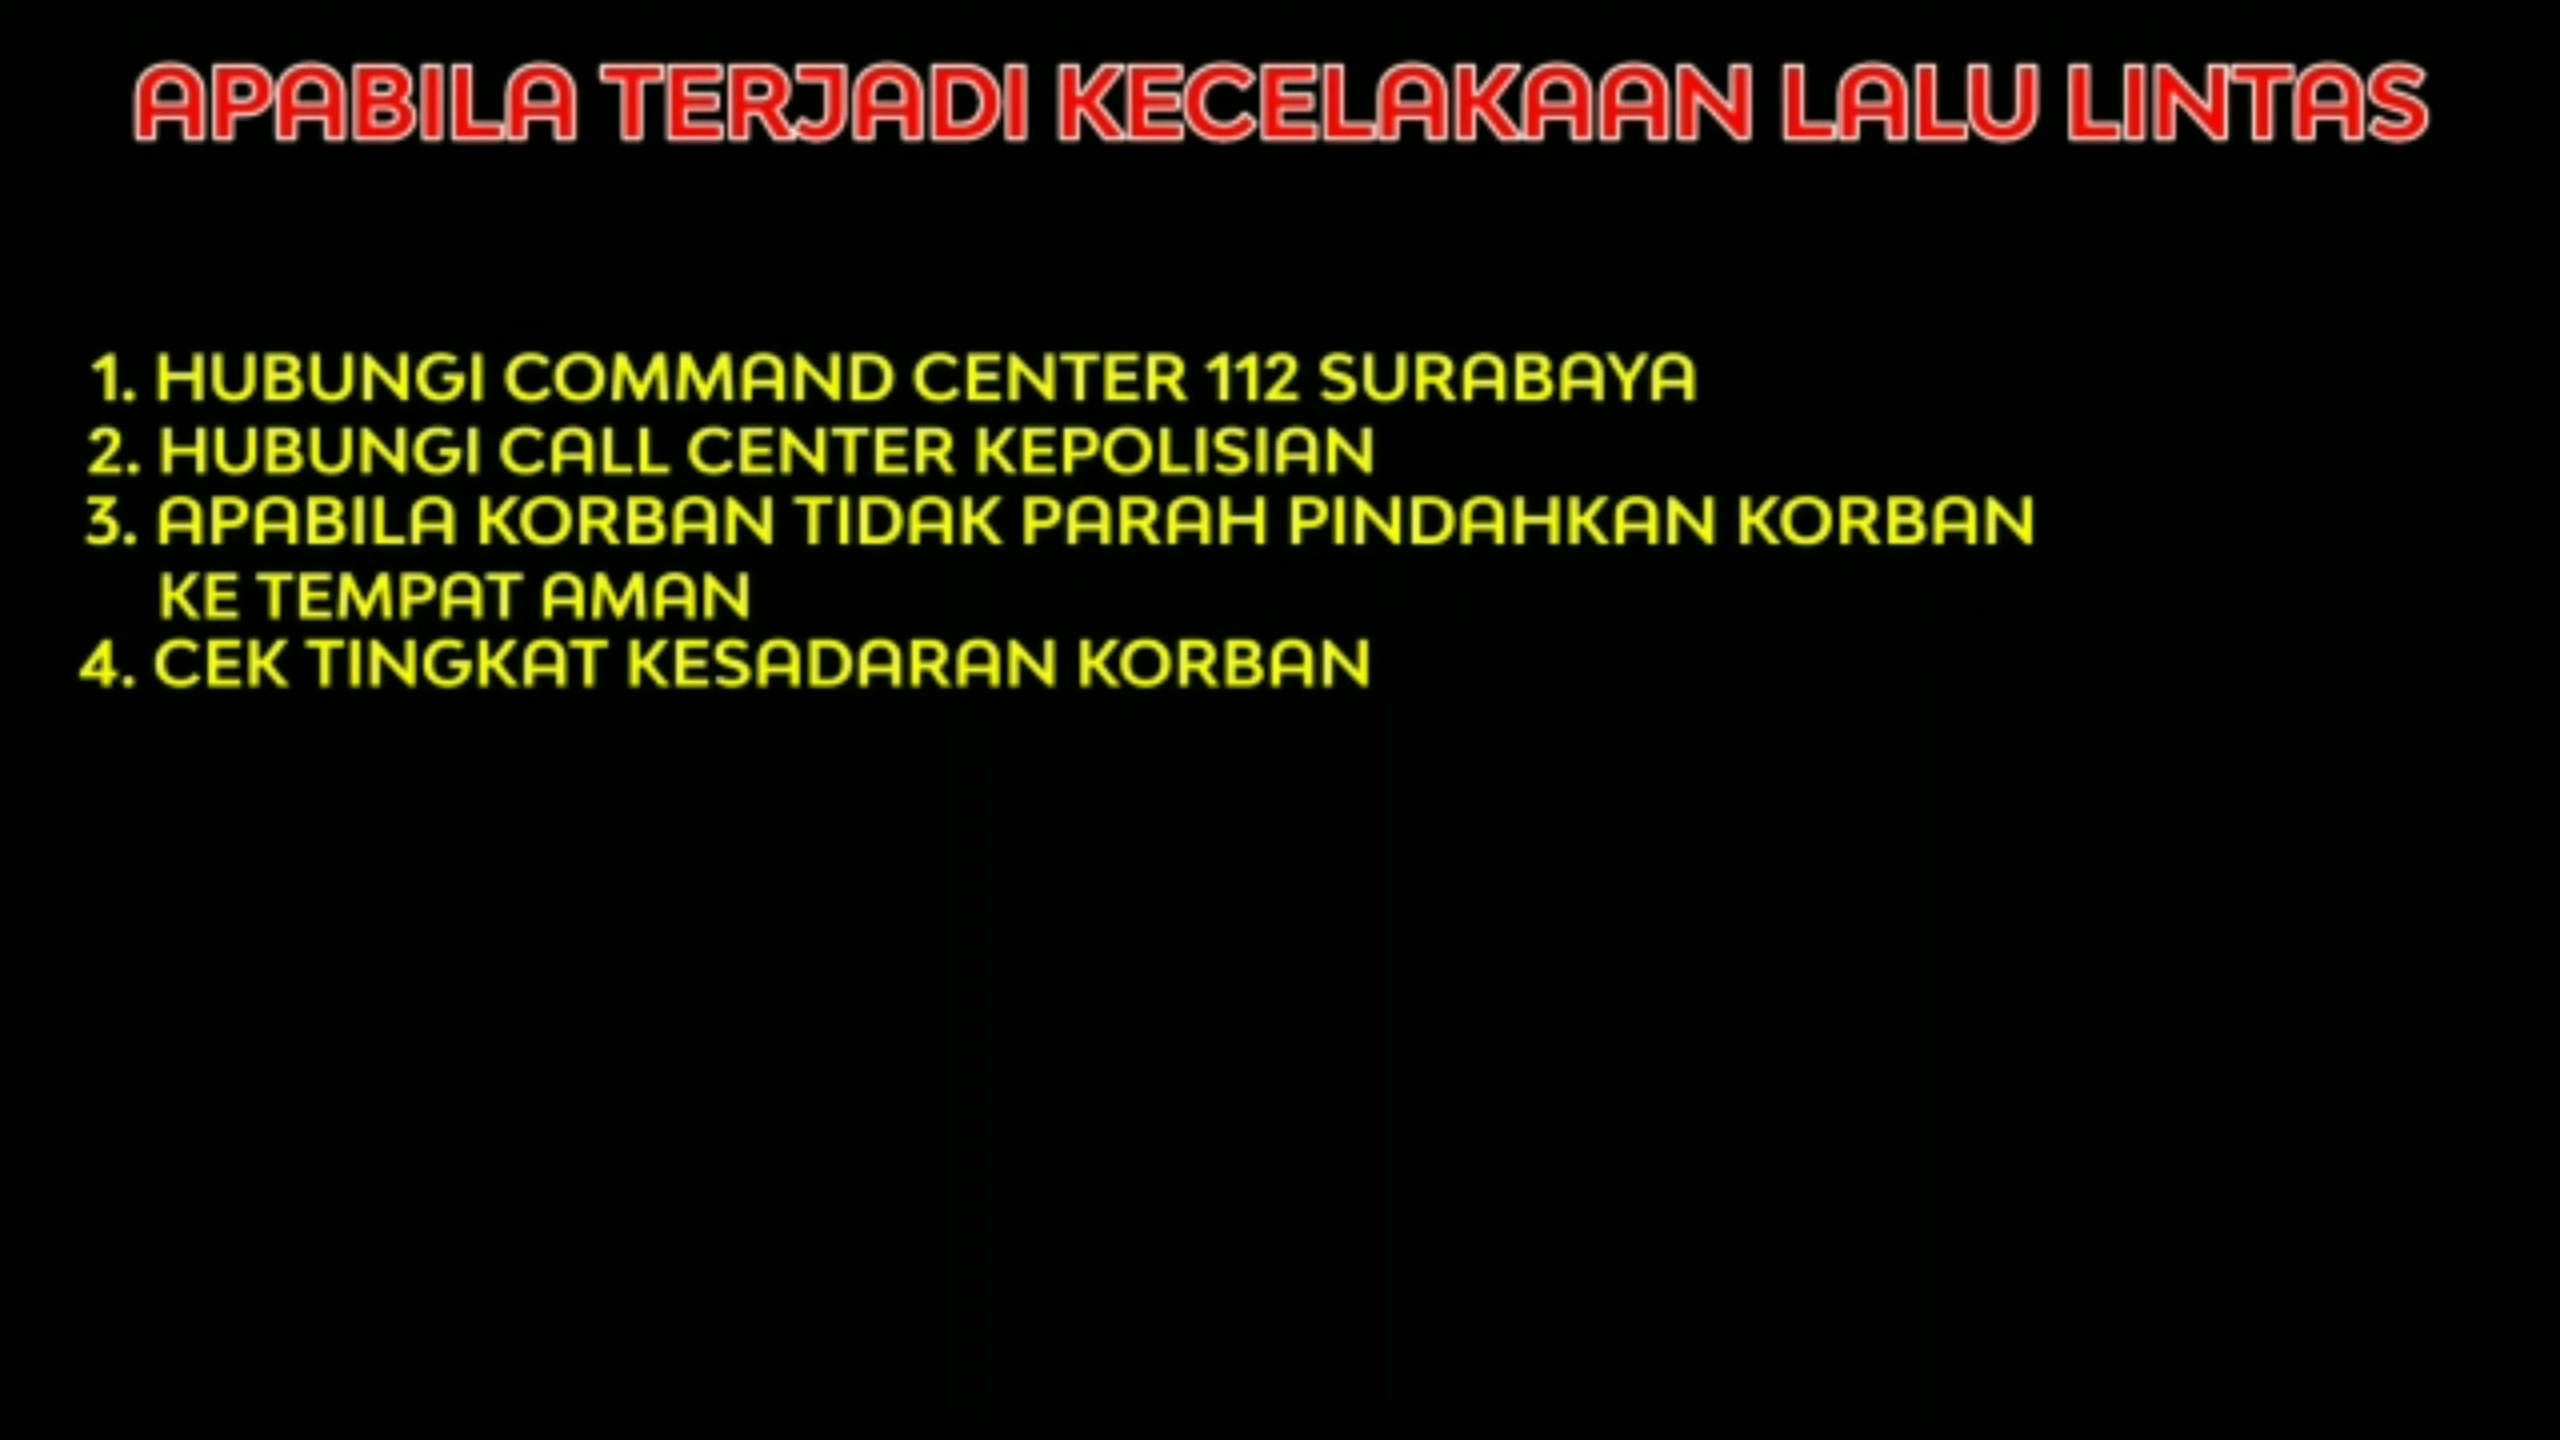 APABILA TERJADI KECELAKAAN LALU LINTAS
1. HUBUNGI COMMAND CENTER 112 SURABAYA
2. HUBUNGI CALL CENTER KEPOLISIAN
3. APABILA KORBAN TIDAK PARAH PINDAHKAN KORBAN
KE TEMPAT AMAN
4. CEK TINGKAT KESADARAN KORBAN